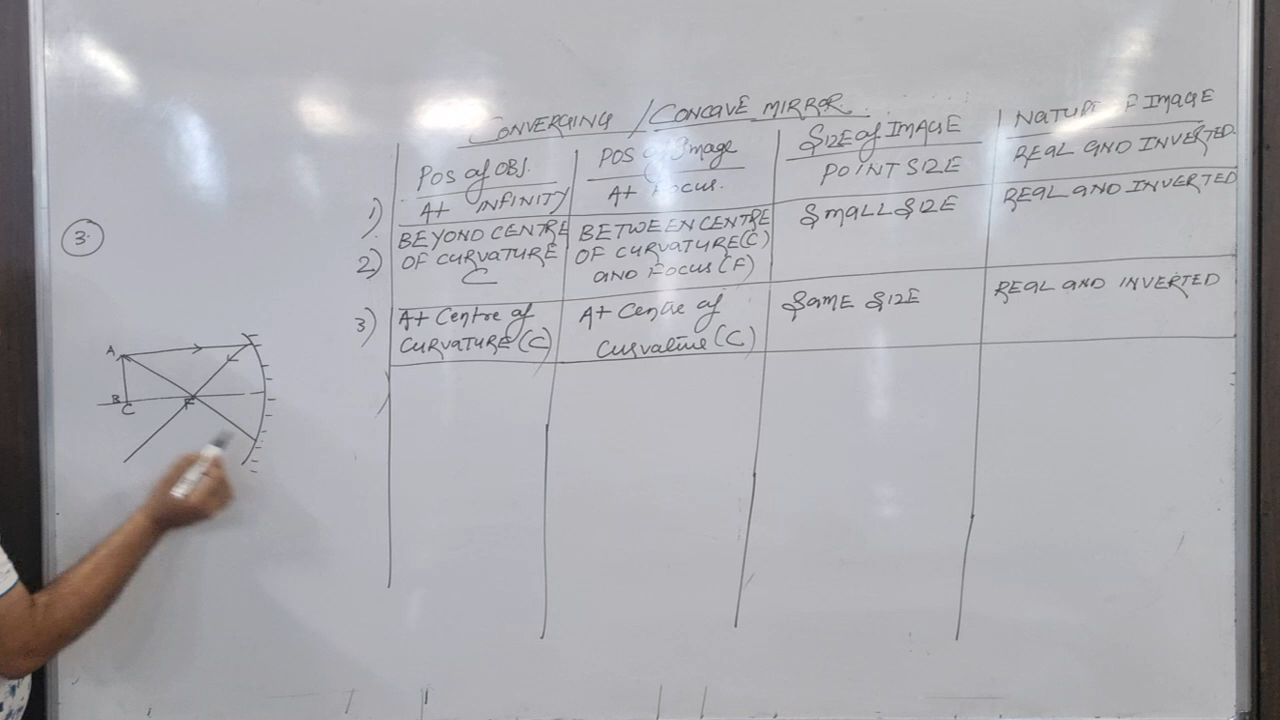 CONVERGING / CONCAVE MIRROR
POS of OBJ.
POS of Image
SIZE of IMAGE
NATURE OF IMAGE
1)
At INFINITY
At FOCUS.
POINT SIZE
REAL AND INVERTED.
2)
BEYOND CENTRE
OF CURVATURE
C
BETWEEN CENTRE
OF CURVATURE(C)
AND FOCUS(F)
SMALL SIZE
REAL AND INVERTED
3)
At Centre of
CURVATURE(C)
At Centre of
Curvature(C)
SAME SIZE
REAL AND INVERTED
3.
A
B
C
F